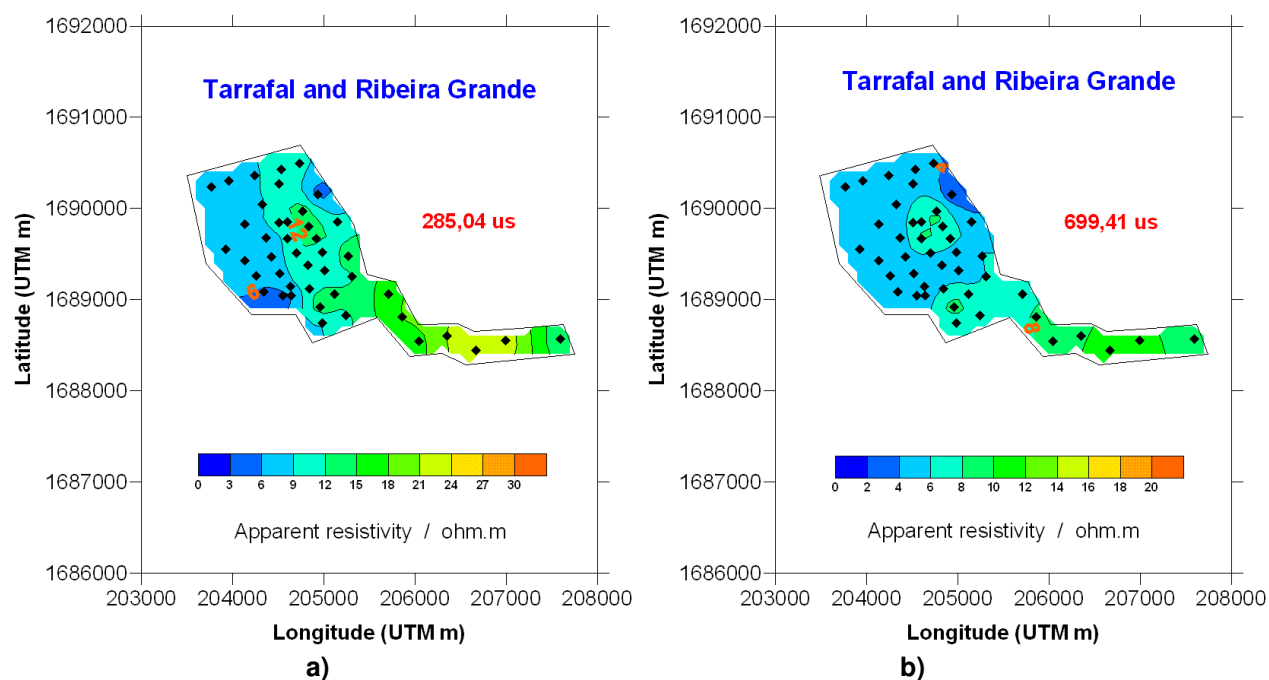 Tarrafal and Ribeira Grande
285,04 us
12
6
1692000
1691000
1690000
1689000
1688000
1687000
1686000
Latitude (UTM m)
0 3 6 9 12 15 18 21 24 27 30
Apparent resistivity / ohm.m
203000 204000 205000 206000 207000 208000
Longitude (UTM m)
a)
Tarrafal and Ribeira Grande
699,41 us
4
8
1692000
1691000
1690000
1689000
1688000
1687000
1686000
Latitude (UTM m)
0 2 4 6 8 10 12 14 16 18 20
Apparent resistivity / ohm.m
203000 204000 205000 206000 207000 208000
Longitude (UTM m)
b)